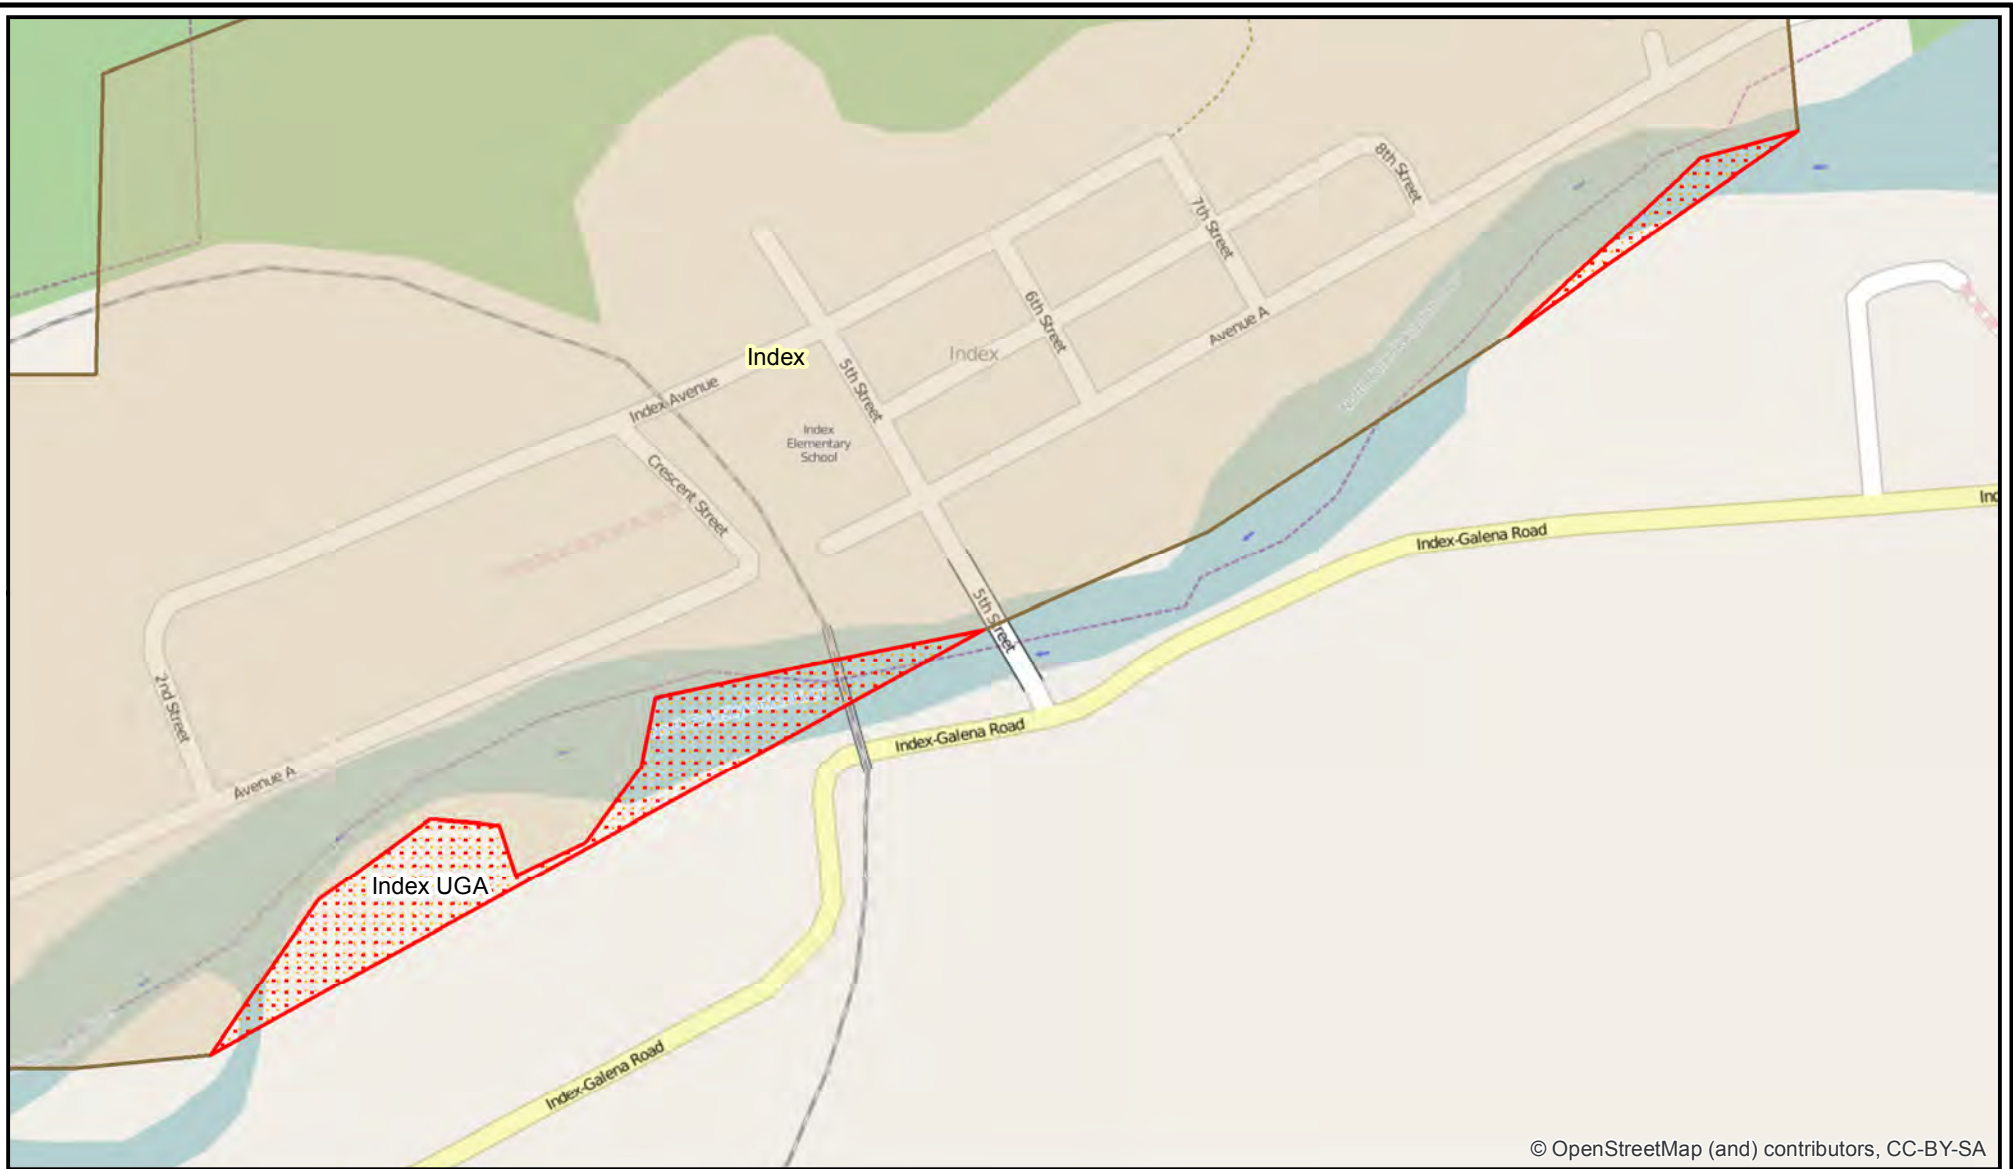 8th Street
7th Street
6th Street
Avenue A
Index
Index
5th Street
Index Avenue
Index
Elementary
School
Crescent Street
Ind
Index-Galena Road
5th Street
2nd Street
Index-Galena Road
Avenue A
Index UGA
Index-Galena Road
© OpenStreetMap (and) contributors, CC-BY-SA